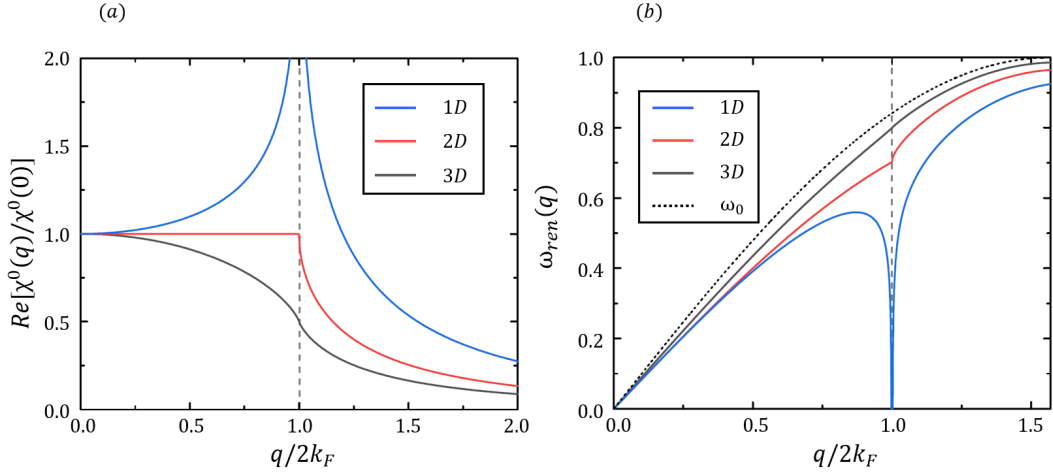 (a)
2.0
1.5
1.0
0.5
0.0
Re[χ⁰(q)/χ⁰(0)]
1D
2D
3D
0.0 0.5 1.0 1.5 2.0
q/2k_F
(b)
1.0
0.8
0.6
0.4
0.2
0.0
ω_ren(q)
1D
2D
3D
ω₀
0.0 0.5 1.0 1.5
q/2k_F